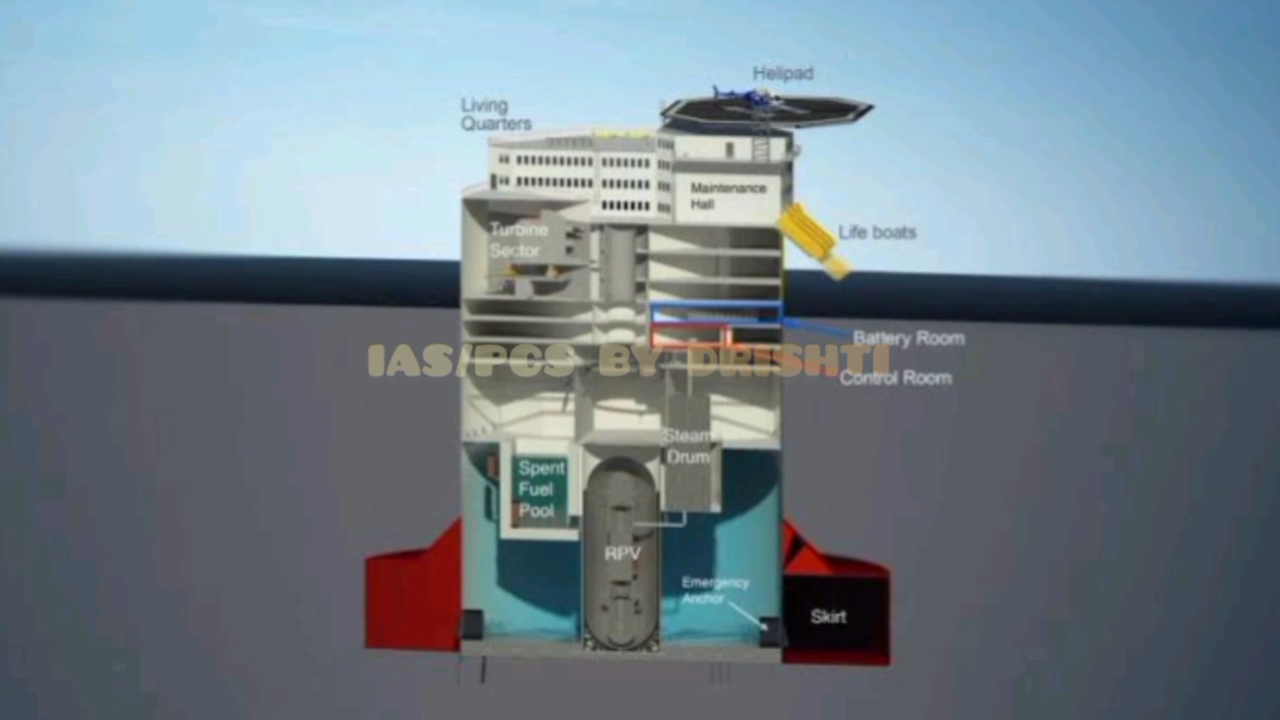 Helipad
Living
Quarters
Maintenance
Hall
Life boats
Turbine
Sector
Battery Room
IAS/PCS BY DRISHTI
Control Room
Steam
Drum
Spent
Fuel
Pool
RPV
Emergency
Anchor
Skirt